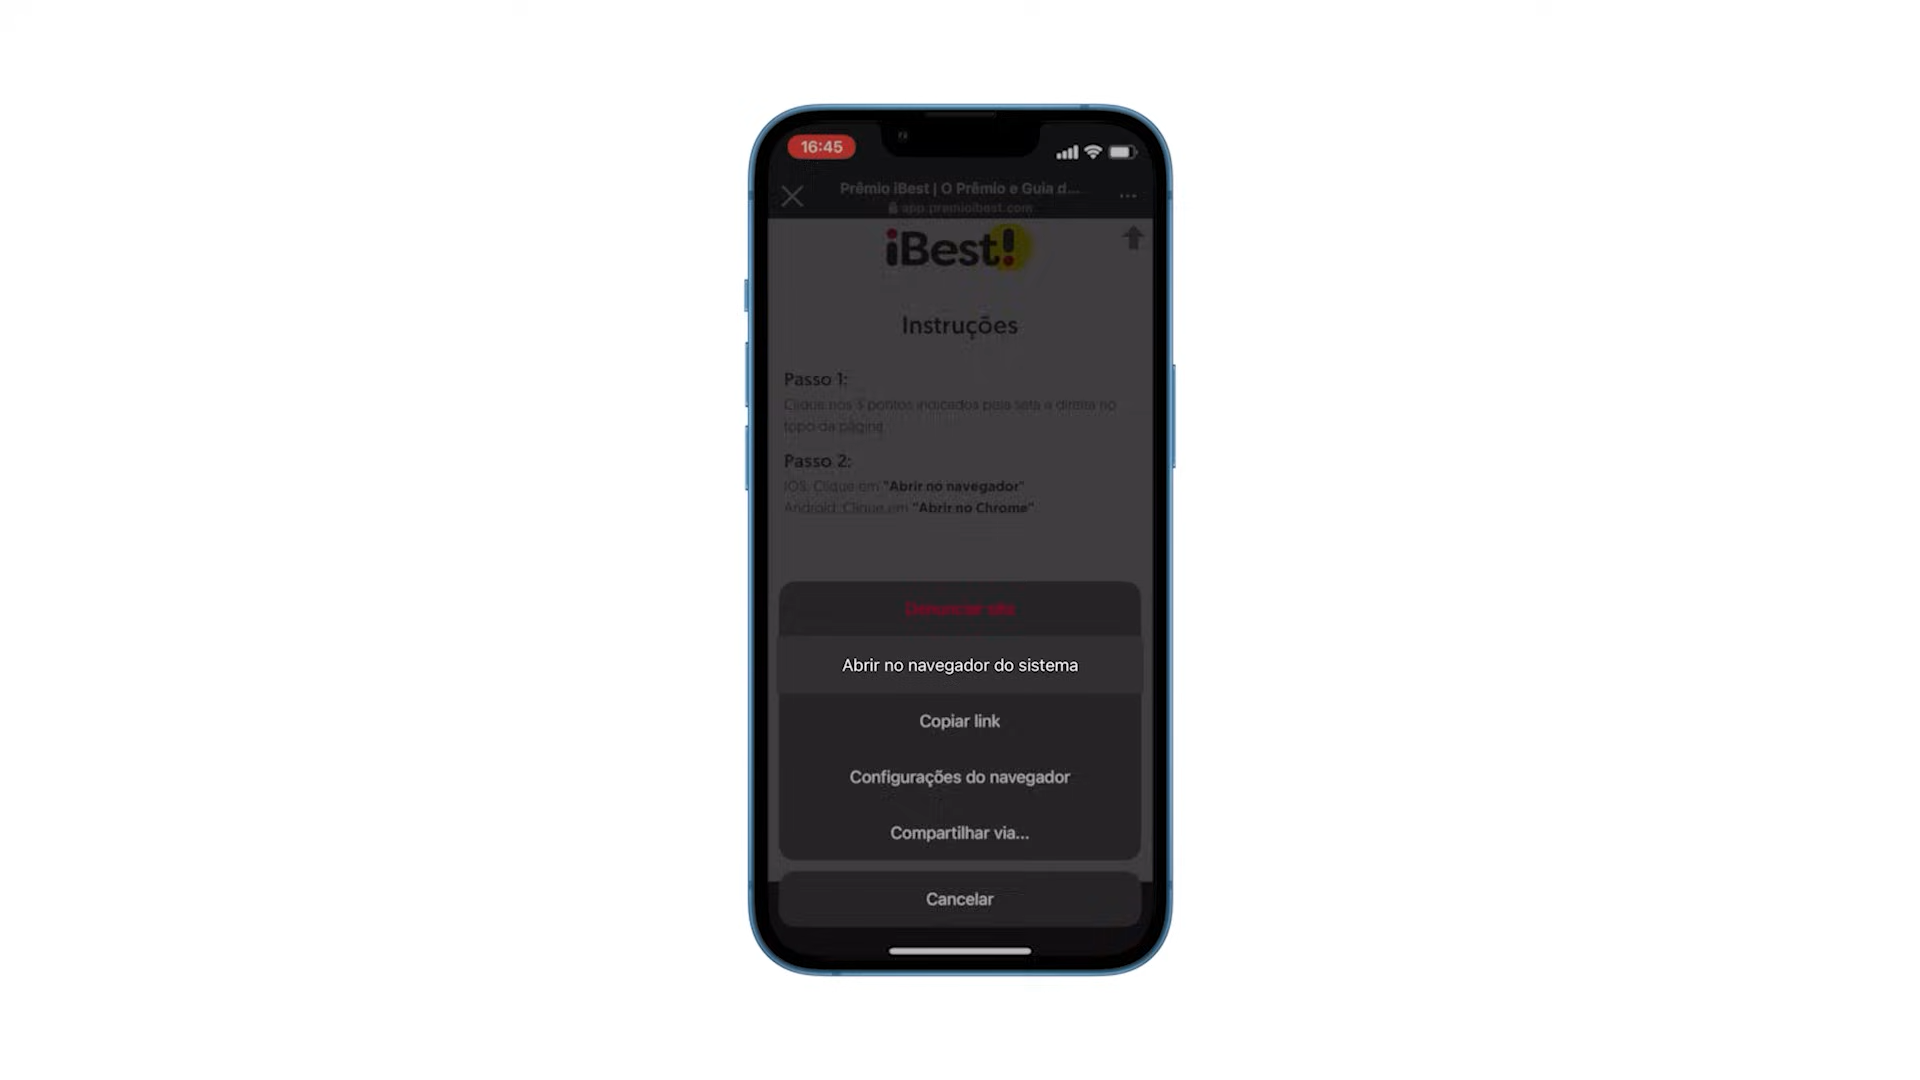 16:45
Prêmio iBest | O Prêmio e Guia d...
app.premioibest.com
iBest!
Instruções
Passo 1:
Clique nos 3 pontos indicados pela seta a direita no
topo da página.
Passo 2:
IOS: Clique em "Abrir no navegador"
Android: Clique em "Abrir no Chrome"
Denunciar site
Abrir no navegador do sistema
Copiar link
Configurações do navegador
Compartilhar via...
Cancelar